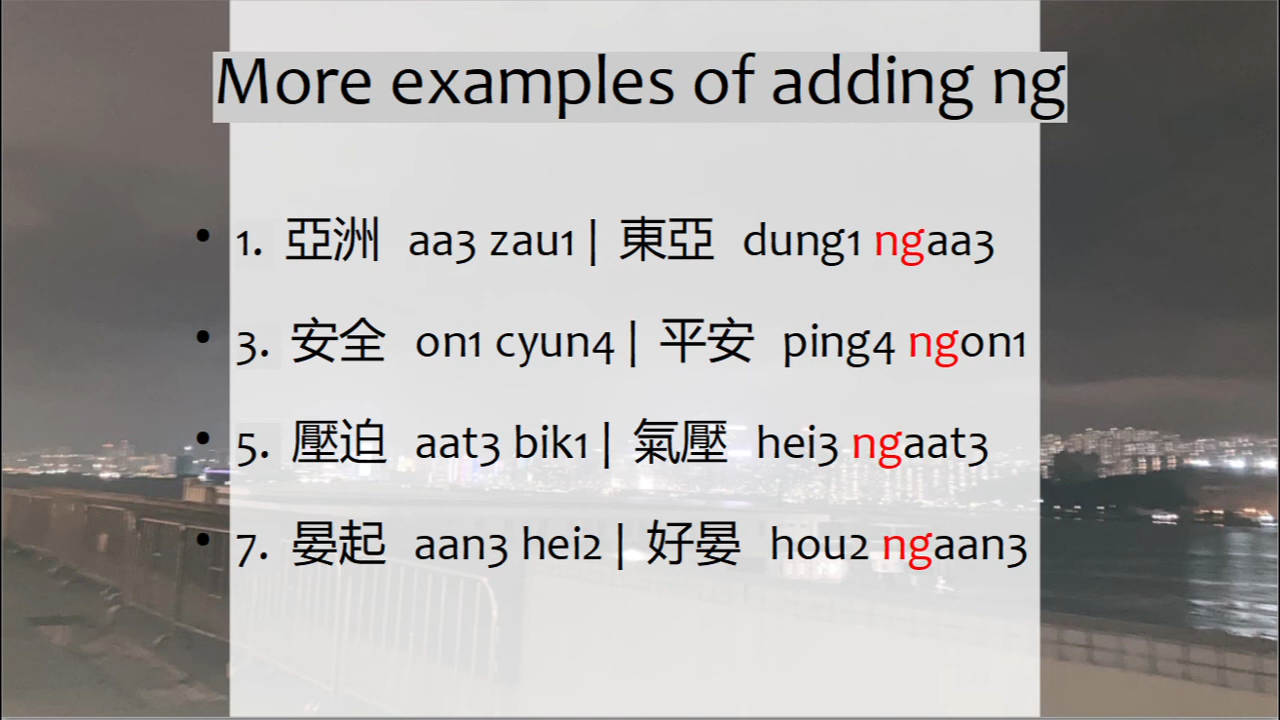 More examples of adding ng
• 1. 亞洲 aa3 zau1 | 東亞 dung1 ngaa3
• 3. 安全 on1 cyun4 | 平安 ping4 ngon1
• 5. 壓迫 aat3 bik1 | 氣壓 hei3 ngaat3
• 7. 晏起 aan3 hei2 | 好晏 hou2 ngaan3